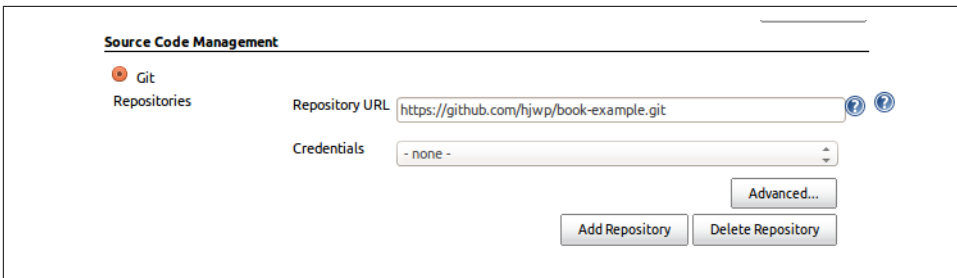 Source Code Management
Git
Repositories
Repository URL https://github.com/hjwp/book-example.git
Credentials - none -
Advanced...
Add Repository Delete Repository